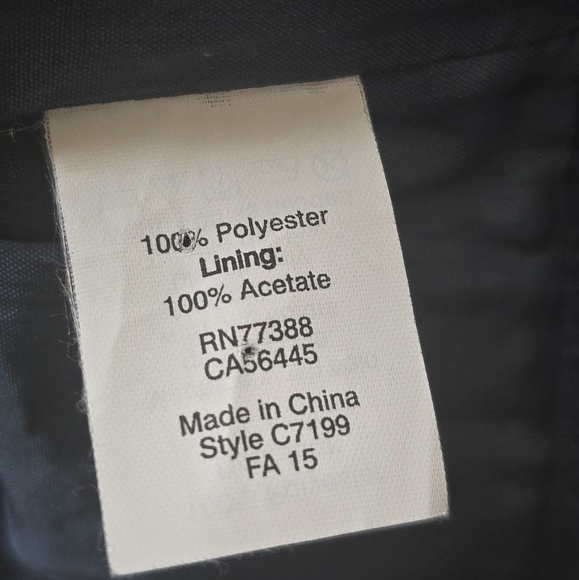 100% Polyester
Lining:
100% Acetate
RN77388
CA56445
Made in China
Style C7199
FA 15